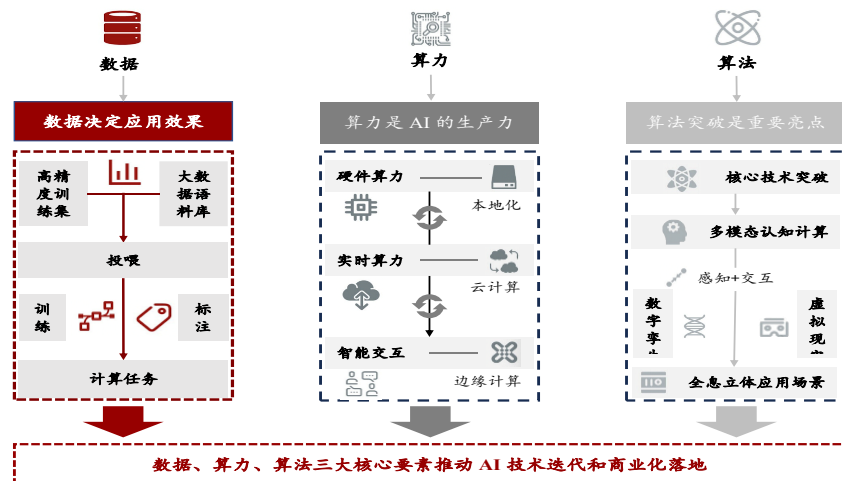 数据
数据决定应用效果
高精
度训
练集
大数
据语
料库
投喂
训
练
标
注
计算任务
算力
算力是 AI 的生产力
硬件算力
本地化
实时算力
云计算
智能交互
边缘计算
算法
算法突破是重要亮点
核心技术突破
多模态认知计算
感知+交互
数
字
孪
虚
拟
现
全息立体应用场景
数据、算力、算法三大核心要素推动 AI 技术迭代和商业化落地